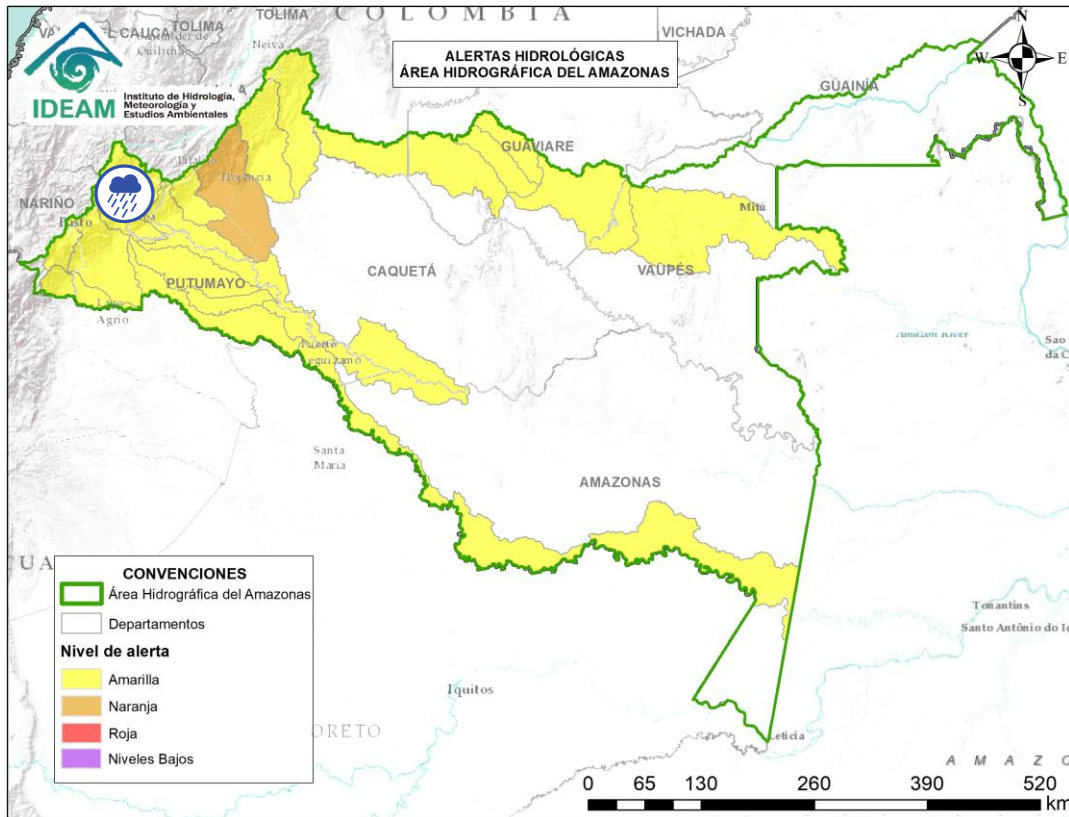 COLOMBIA
TOLIMA
TOLIMA
Neiva
VICHADA
ALERTAS HIDROLÓGICAS
ÁREA HIDROGRÁFICA DEL AMAZONAS
N
W
E
S
IDEAM
Instituto de Hidrología,
Meteorología y
Estudios Ambientales
GUAINÍA
GUAVIARE
Florencia
NARIÑO
Pasto
Mitú
CAQUETÁ
VAUPÉS
PUTUMAYO
Lago
Agrio
Amazon River
Puerto
Santa
Maria
AMAZONAS
CONVENCIONES
Área Hidrográfica del Amazonas
Departamentos
Nivel de alerta
Amarilla
Naranja
Roja
Niveles Bajos
Tonantins
Santo Antônio do
Iquitos
Leticia
0 65 130 260 390 520
km